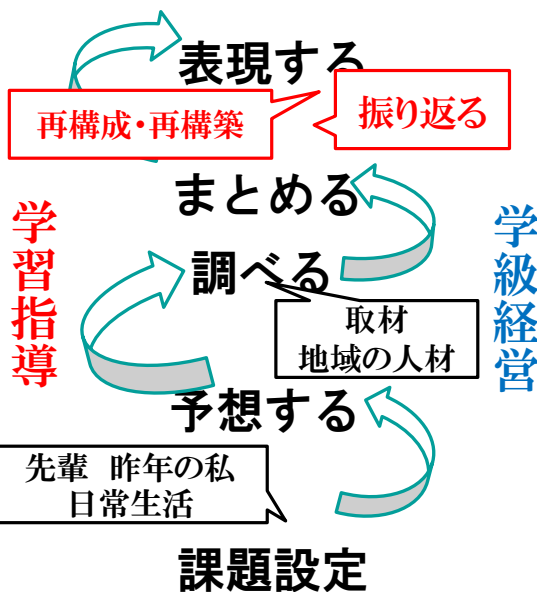 表現する
再構成・再構築
振り返る
まとめる
学習指導
学級経営
調べる
取材
地域の人材
予想する
先輩 昨年の私
日常生活
課題設定